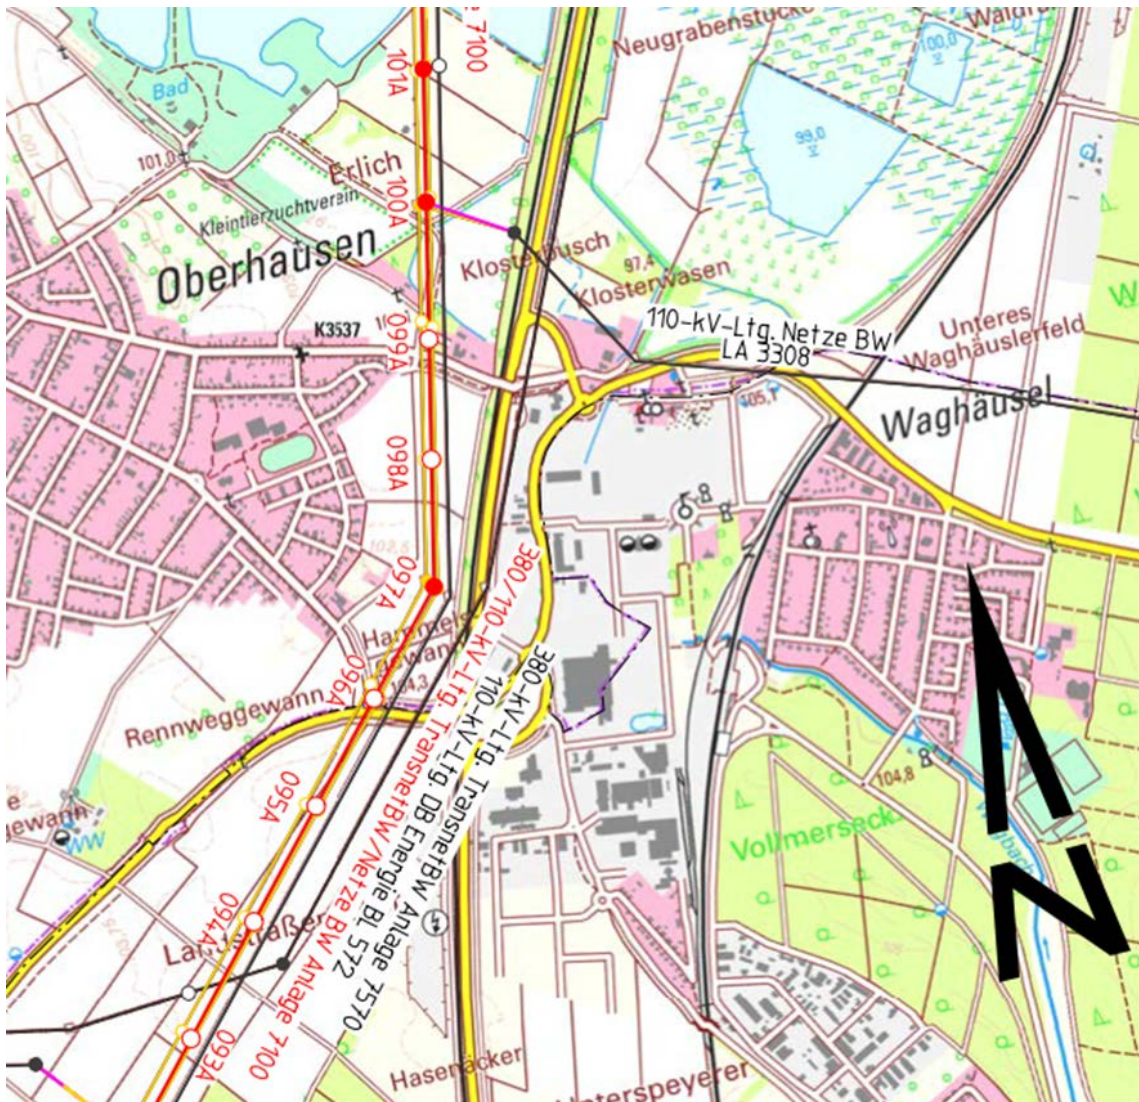 Neugrabenstücke
7100
101A
Bad
100,0
99,0
101,0
Erlich
100A
Kleintierzuchtverein
Oberhausen
Klosterbusch
97,4
Klosterwasen
K3537
099A
110-kV-Ltg. Netze BW
LA 3308
Unteres
Waghäuslerfeld
Waghäusel
105,1
098A
097A
380/110-kV-Ltg. TransnetBW/Netze BW Anlage 7100
380-kV-Ltg. TransnetBW Anlage 7570
110-kV-Ltg. DB Energie BL 572
096A
104,3
Rennweggewann
095A
WW
104,8
Vollmerseck
094A
093A
Hasenäcker
Unterspeyerer
N